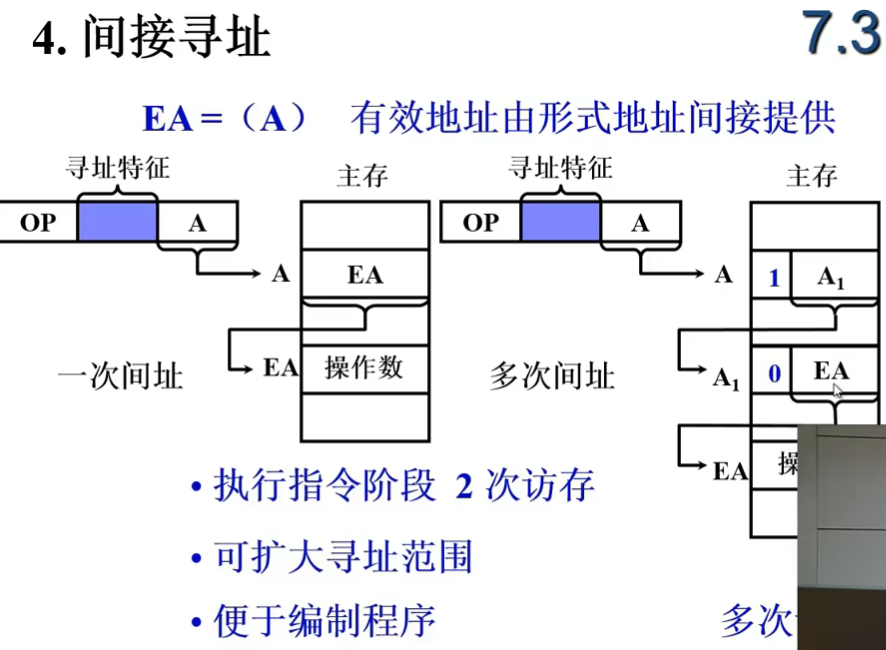 4. 间接寻址
7.3
EA =（A） 有效地址由形式地址间接提供
寻址特征
主存
OP
A
A
EA
EA
操作数
一次间址
寻址特征
主存
OP
A
A
1
A₁
A₁
0
EA
EA
操
多次间址
• 执行指令阶段 2 次访存
• 可扩大寻址范围
• 便于编制程序
多次